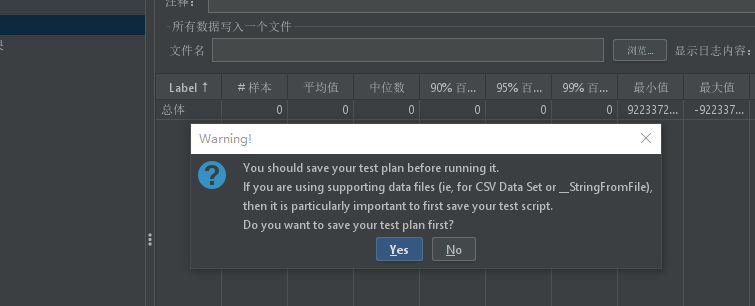 注释:
所有数据写入一个文件
文件名 浏览... 显示日志内容:
Label ↑ # 样本 平均值 中位数 90% 百... 95% 百... 99% 百... 最小值 最大值
总体 0 0 0 0 0 0 9223372... -922337...
Warning!
You should save your test plan before running it.
If you are using supporting data files (ie, for CSV Data Set or __StringFromFile),
then it is particularly important to first save your test script.
Do you want to save your test plan first?
Yes No